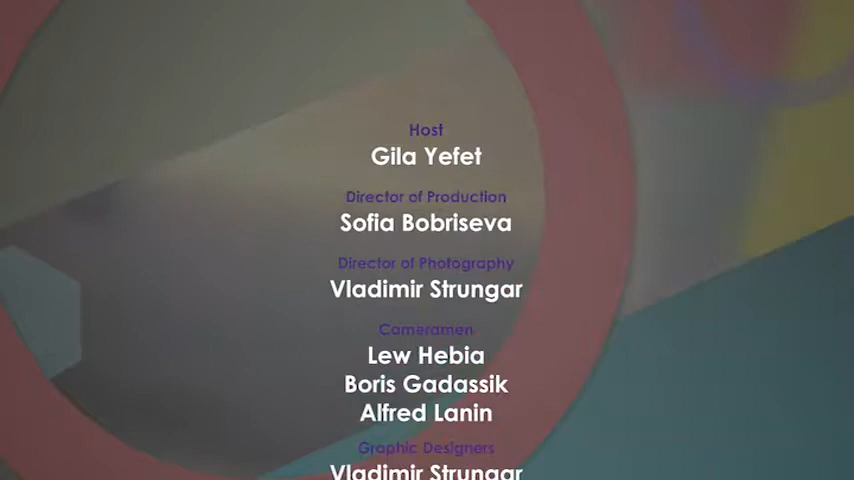 Host
Gila Yefet
Director of Production
Sofia Bobriseva
Director of Photography
Vladimir Strungar
Cameramen
Lew Hebia
Boris Gadassik
Alfred Lanin
Graphic Designers
Vladimir Strungar